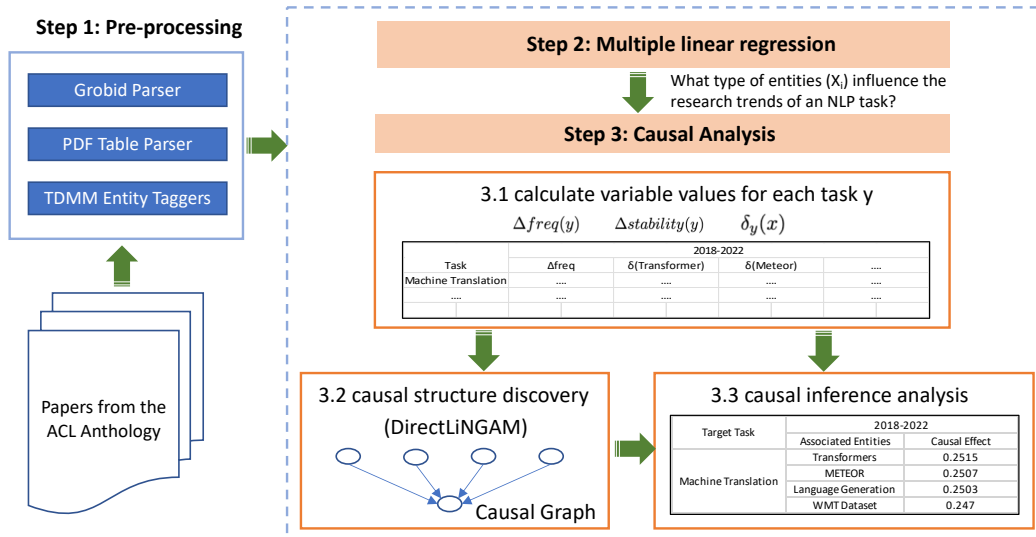 Step 1: Pre-processing
Grobid Parser
PDF Table Parser
TDMM Entity Taggers
Papers from the
ACL Anthology
Step 2: Multiple linear regression
What type of entities (Xᵢ) influence the
research trends of an NLP task?
Step 3: Causal Analysis
3.1 calculate variable values for each task y
Δfreq(y) Δstability(y) δ_y(x)
2018-2022
Task Δfreq δ(Transformer) δ(Meteor) ....
Machine Translation .... .... .... ....
.... .... .... .... ....
3.2 causal structure discovery
(DirectLiNGAM)
Causal Graph
3.3 causal inference analysis
Target Task 2018-2022
Associated Entities Causal Effect
Machine Translation
Transformers 0.2515
METEOR 0.2507
Language Generation 0.2503
WMT Dataset 0.247